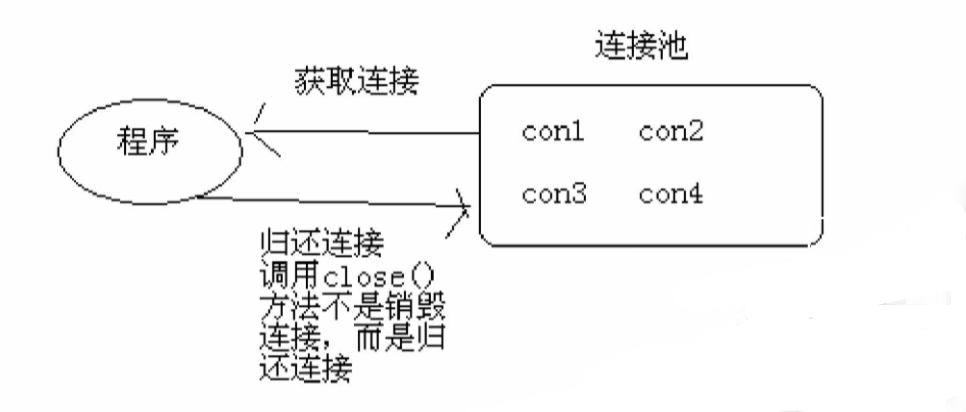 连接池
获取连接
程序
con1 con2
con3 con4
归还连接
调用close()
方法不是销毁
连接，而是归
还连接